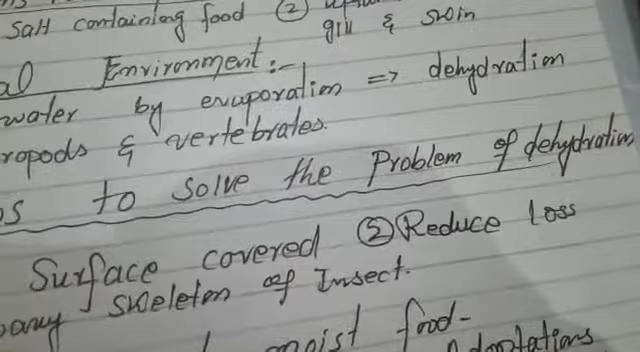 Salt containing food ②
gill & skin
Environment:-
water by evaporation => dehydration
ropods & vertebrates.
to solve the Problem of dehydration
Surface covered ② Reduce loss
skeleton of Insect.
moist food-
Adaptations